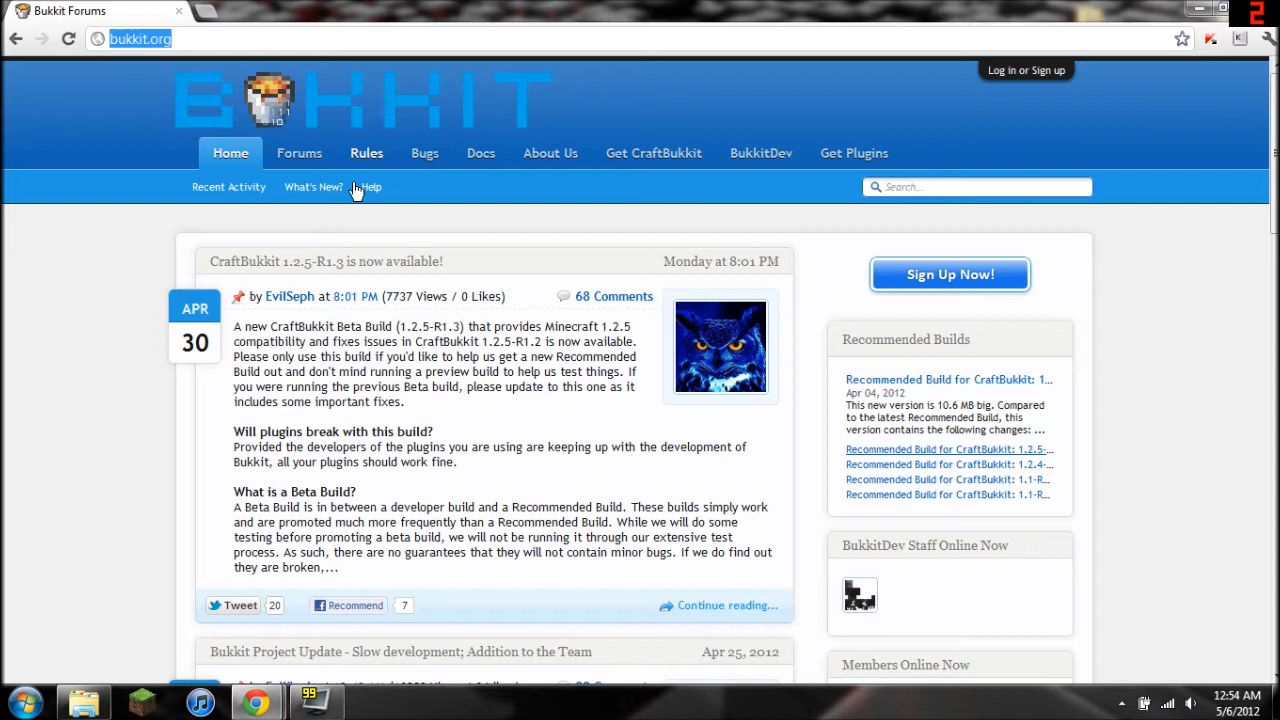 Bukkit Forums
2
bukkit.org
Log in or Sign up
BUKKIT
Home Forums Rules Bugs Docs About Us Get CraftBukkit BukkitDev Get Plugins
Recent Activity What's New? Help
Search...
CraftBukkit 1.2.5-R1.3 is now available! Monday at 8:01 PM
APR
30
by EvilSeph at 8:01 PM (7737 Views / 0 Likes) 68 Comments
A new CraftBukkit Beta Build (1.2.5-R1.3) that provides Minecraft 1.2.5
compatibility and fixes issues in CraftBukkit 1.2.5-R1.2 is now available.
Please only use this build if you'd like to help us get a new Recommended
Build out and don't mind running a preview build to help us test things. If
you were running the previous Beta build, please update to this one as it
includes some important fixes.
Will plugins break with this build?
Provided the developers of the plugins you are using are keeping up with the development of
Bukkit, all your plugins should work fine.
What is a Beta Build?
A Beta Build is in between a developer build and a Recommended Build. These builds simply work
and are promoted much more frequently than a Recommended Build. While we will do some
testing before promoting a beta build, we will not be running it through our extensive test
process. As such, there are no guarantees that they will not contain minor bugs. If we do find out
they are broken,...
Tweet 20 Recommend 7 Continue reading...
Bukkit Project Update - Slow development; Addition to the Team Apr 25, 2012
Sign Up Now!
Recommended Builds
Recommended Build for CraftBukkit: 1...
Apr 04, 2012
This new version is 10.6 MB big. Compared
to the latest Recommended Build, this
version contains the following changes: ...
Recommended Build for CraftBukkit: 1.2.5-...
Recommended Build for CraftBukkit: 1.2.4-...
Recommended Build for CraftBukkit: 1.1-R...
Recommended Build for CraftBukkit: 1.1-R...
BukkitDev Staff Online Now
Members Online Now
99
12:54 AM
5/6/2012